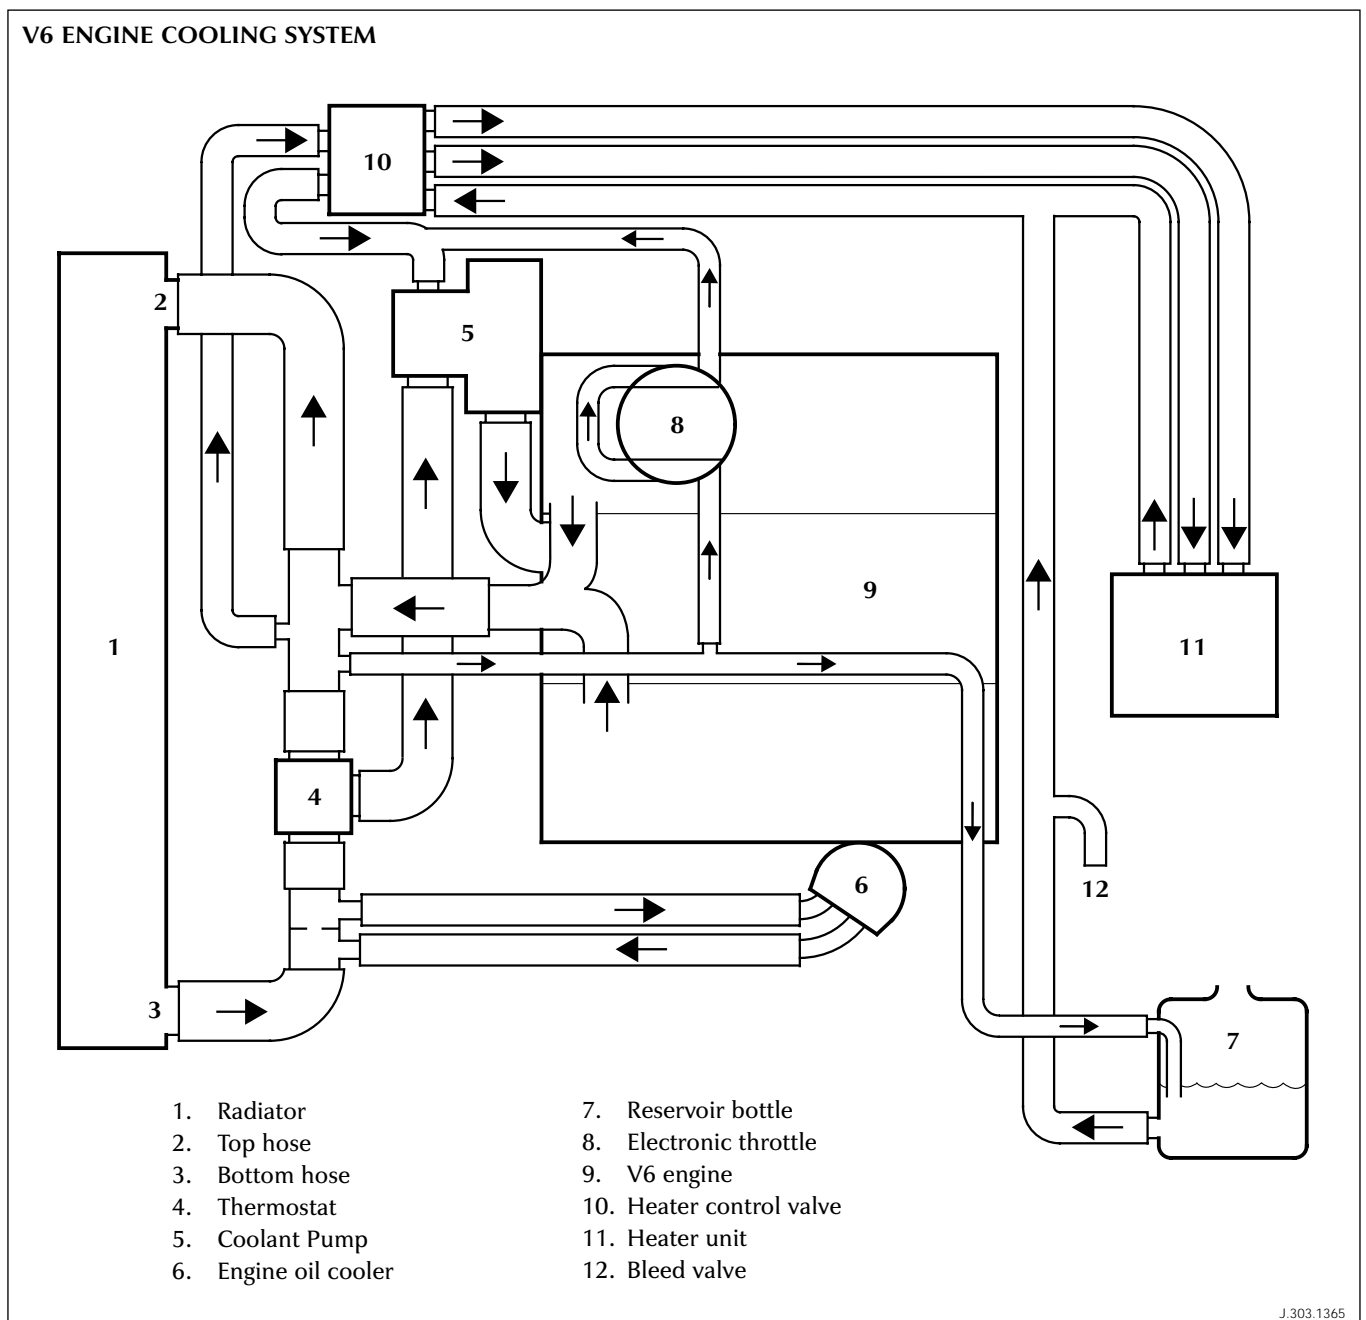 V6 ENGINE COOLING SYSTEM
10
2
5
8
9
1
11
4
6
12
3
7
1. Radiator
2. Top hose
3. Bottom hose
4. Thermostat
5. Coolant Pump
6. Engine oil cooler
7. Reservoir bottle
8. Electronic throttle
9. V6 engine
10. Heater control valve
11. Heater unit
12. Bleed valve
J.303.1365